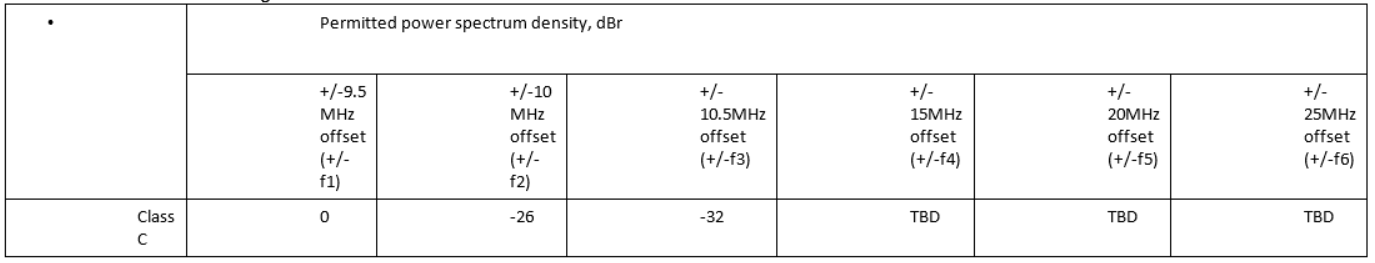 •
Permitted power spectrum density, dBr
+/-9.5
MHz
offset
(+/-
f1)
+/-10
MHz
offset
(+/-
f2)
+/-
10.5MHz
offset
(+/-f3)
+/-
15MHz
offset
(+/-f4)
+/-
20MHz
offset
(+/-f5)
+/-
25MHz
offset
(+/-f6)
Class
C
0
-26
-32
TBD
TBD
TBD